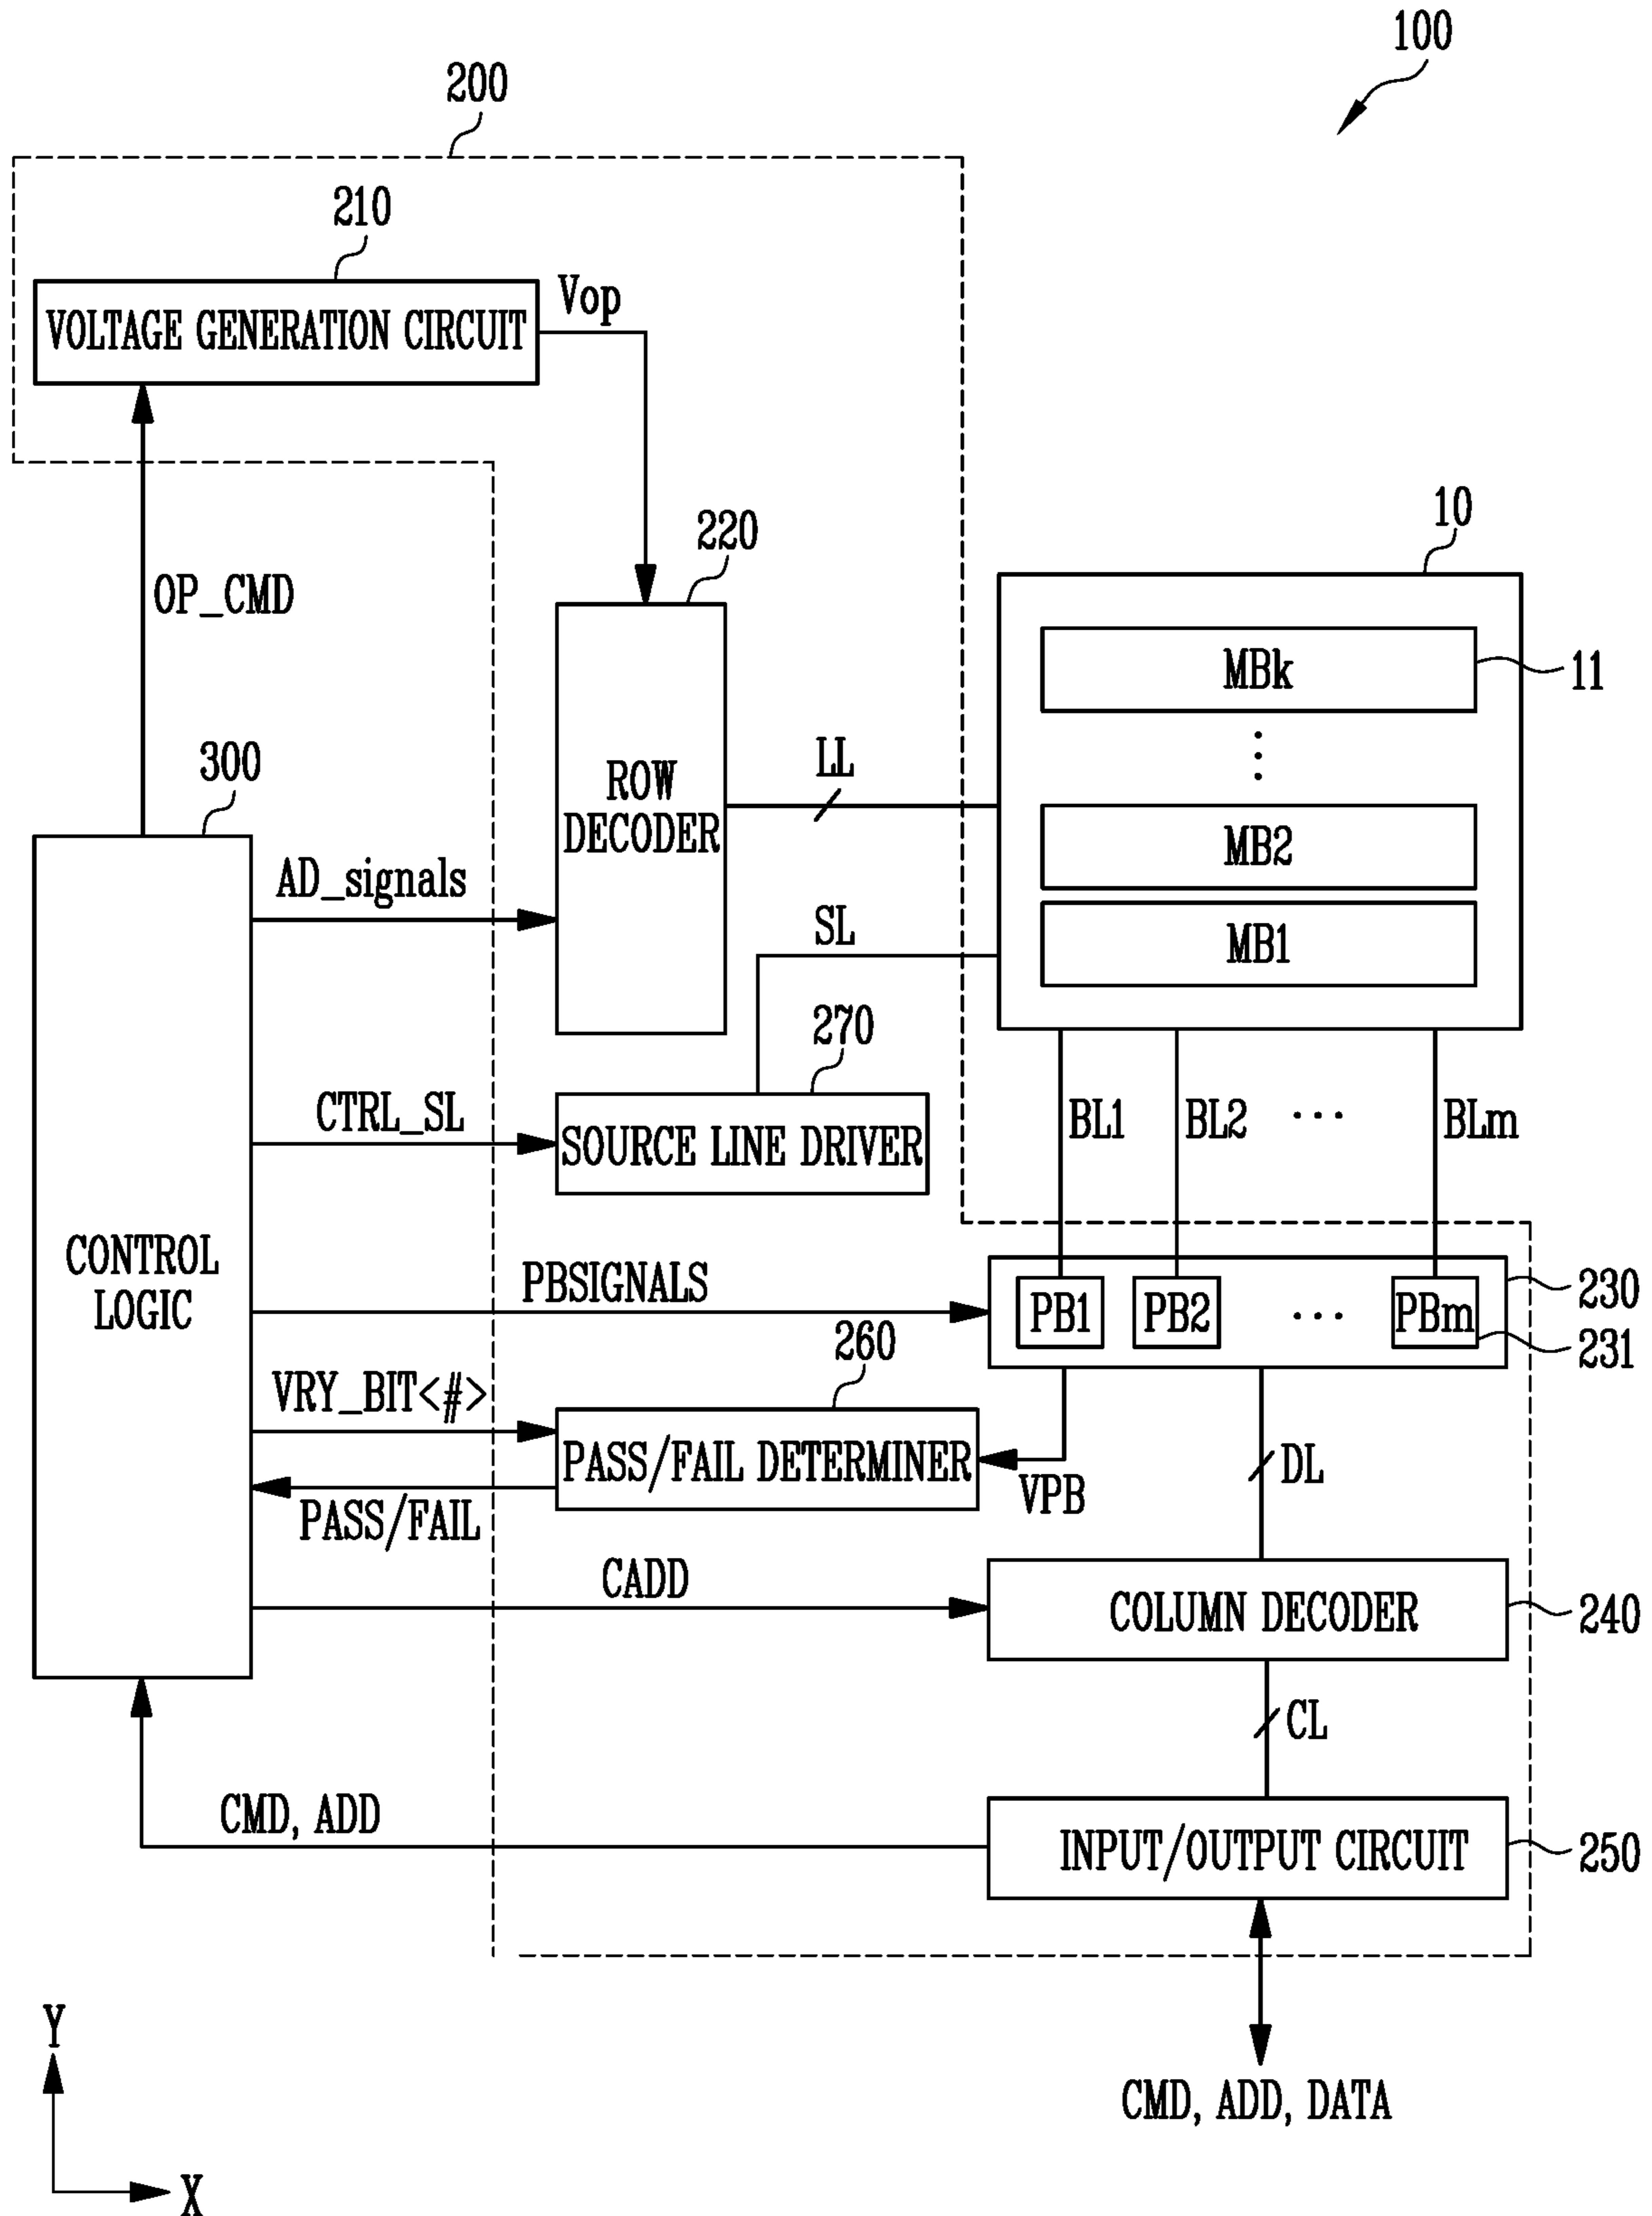 100
200
210
VOLTAGE GENERATION CIRCUIT
Vop
OP_CMD
220
ROW
DECODER
10
MBk
11
MB2
MB1
LL
SL
300
CONTROL
LOGIC
AD_signals
270
CTRL_SL
SOURCE LINE DRIVER
BL1
BL2
...
BLm
PBSIGNALS
PB1
PB2
...
PBm
230
231
260
VRY_BIT<#>
PASS/FAIL DETERMINER
PASS/FAIL
VPB
DL
CADD
COLUMN DECODER
240
CL
CMD, ADD
INPUT/OUTPUT CIRCUIT
250
CMD, ADD, DATA
Y
X